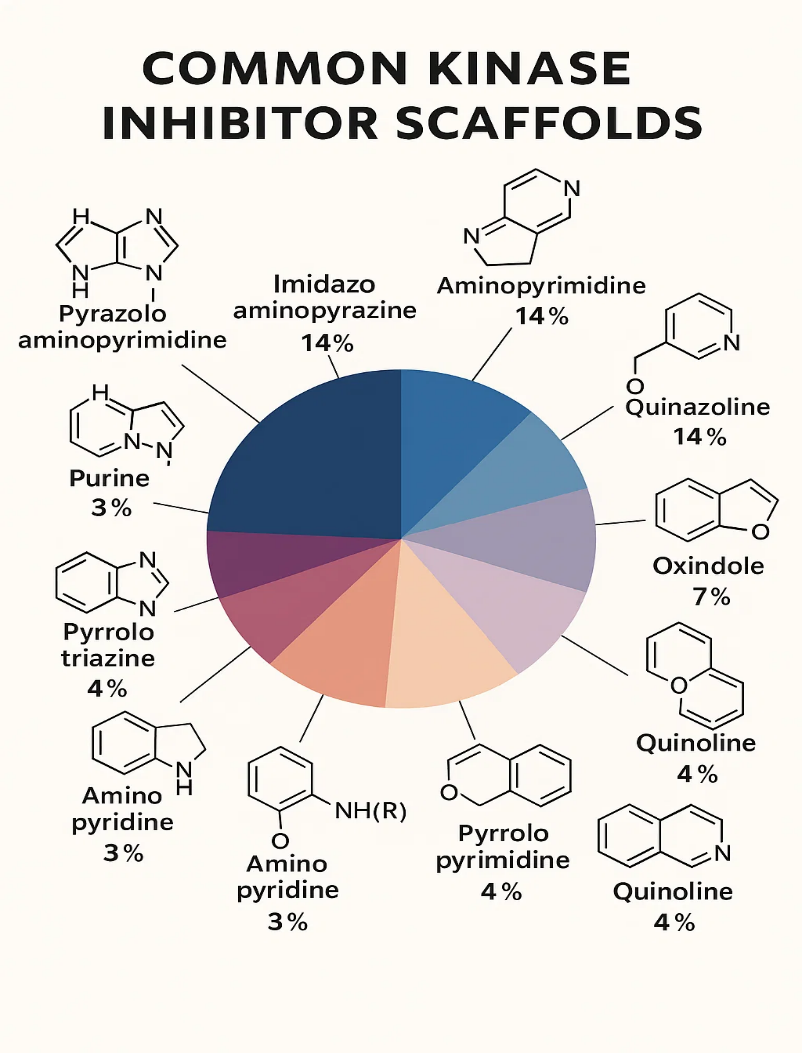 COMMON KINASE
INHIBITOR SCAFFOLDS
H
N
N
H
N
Pyrazolo
aminopyrimidine
Imidazo
aminopyrazine
14%
N
N
Aminopyrimidine
14%
N
O
Quinazoline
14%
H
N
N
Purine
3%
O
Oxindole
7%
N
N
Pyrrolo
triazine
4%
O
Quinoline
4%
N
H
Amino
pyridine
3%
NH(R)
O
Amino
pyridine
3%
O
Pyrrolo
pyrimidine
4%
N
Quinoline
4%